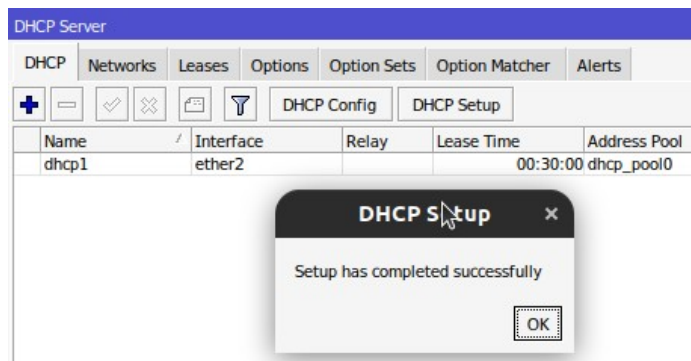 DHCP Server
DHCP Networks Leases Options Option Sets Option Matcher Alerts
DHCP Config DHCP Setup
Name Interface Relay Lease Time Address Pool
dhcp1 ether2 00:30:00 dhcp_pool0
DHCP Setup
Setup has completed successfully
OK